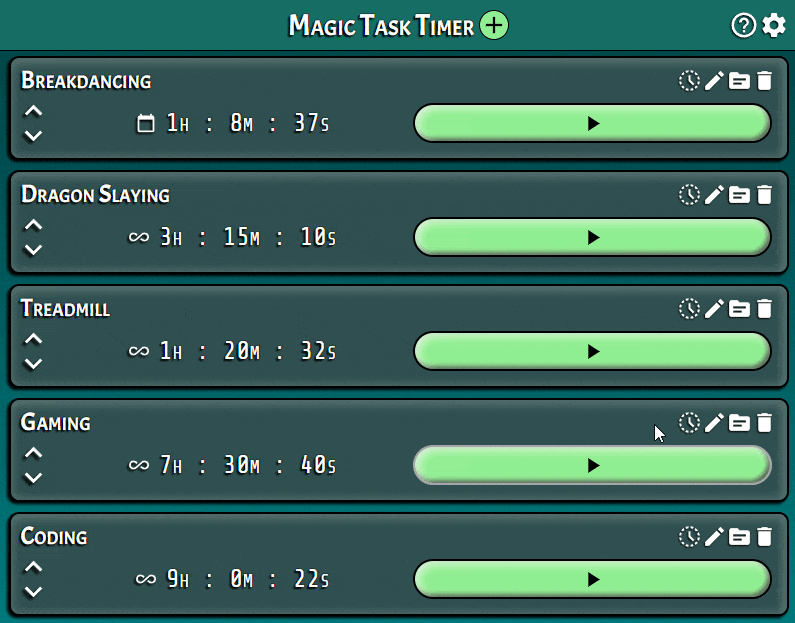 Magic Task Timer
Breakdancing
1h : 8m : 37s
Dragon Slaying
3h : 15m : 10s
Treadmill
1h : 20m : 32s
Gaming
7h : 30m : 40s
Coding
9h : 0m : 22s